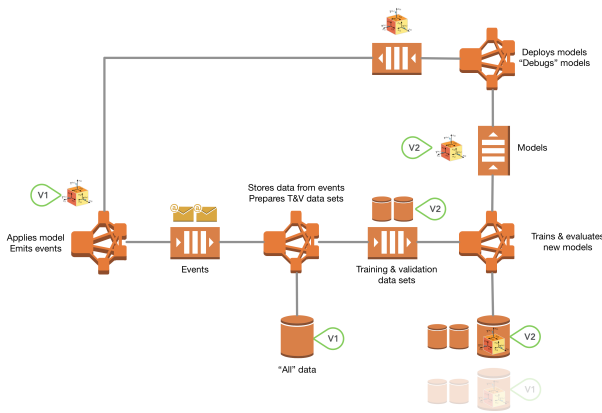 Deploys models
“Debugs” models
V2
Models
V1
Stores data from events
Prepares T&V data sets
V2
Applies model
Emits events
Events
Training & validation
data sets
Trains & evaluates
new models
V1
“All” data
V2